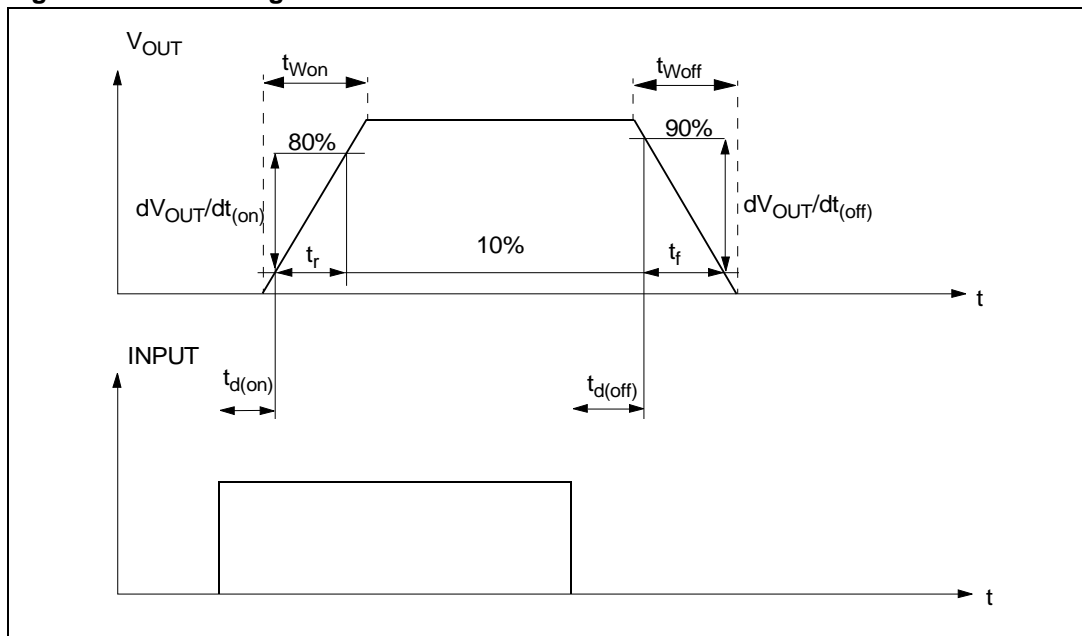 V_OUT
t_Won
t_Woff
80%
90%
dV_OUT/dt_(on)
dV_OUT/dt_(off)
t_r
10%
t_f
t
INPUT
t_d(on)
t_d(off)
t